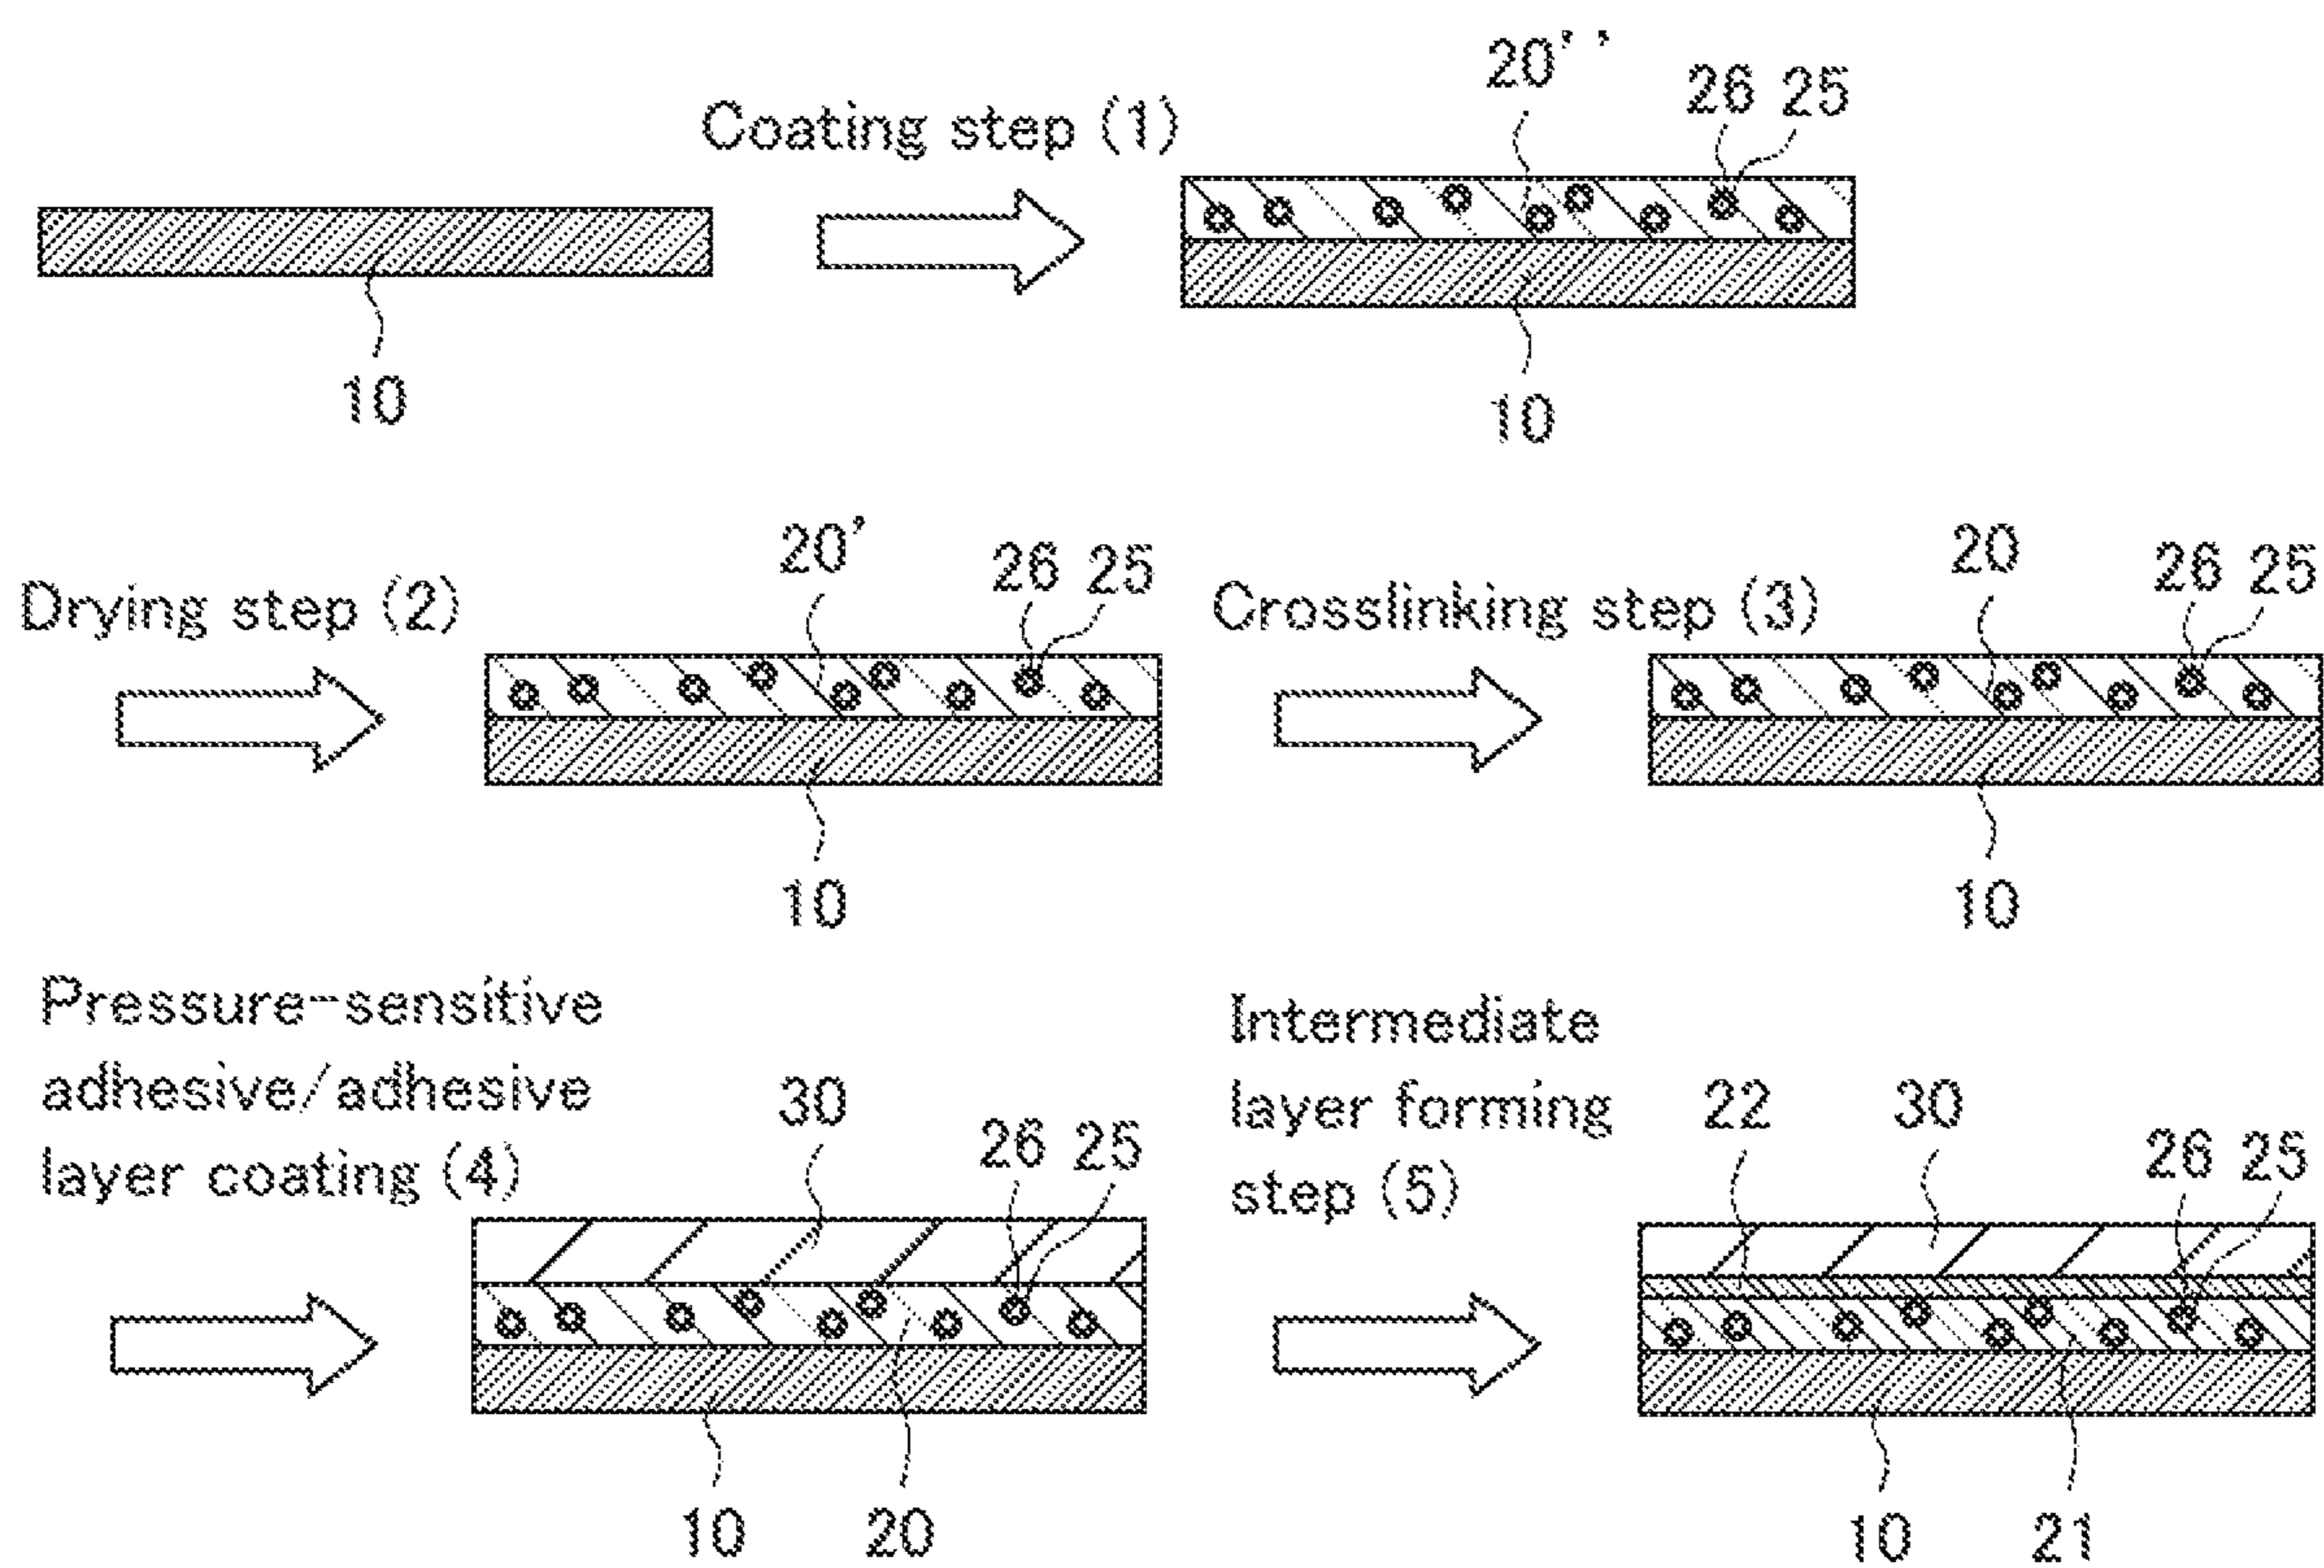 Coating step (1)
20''
26 25
10
10
Drying step (2)
20'
26 25
Crosslinking step (3)
20
26 25
10
10
Pressure-sensitive
adhesive/adhesive
layer coating (4)
30
26 25
Intermediate
layer forming
step (5)
22
30
26 25
10
20
10
21